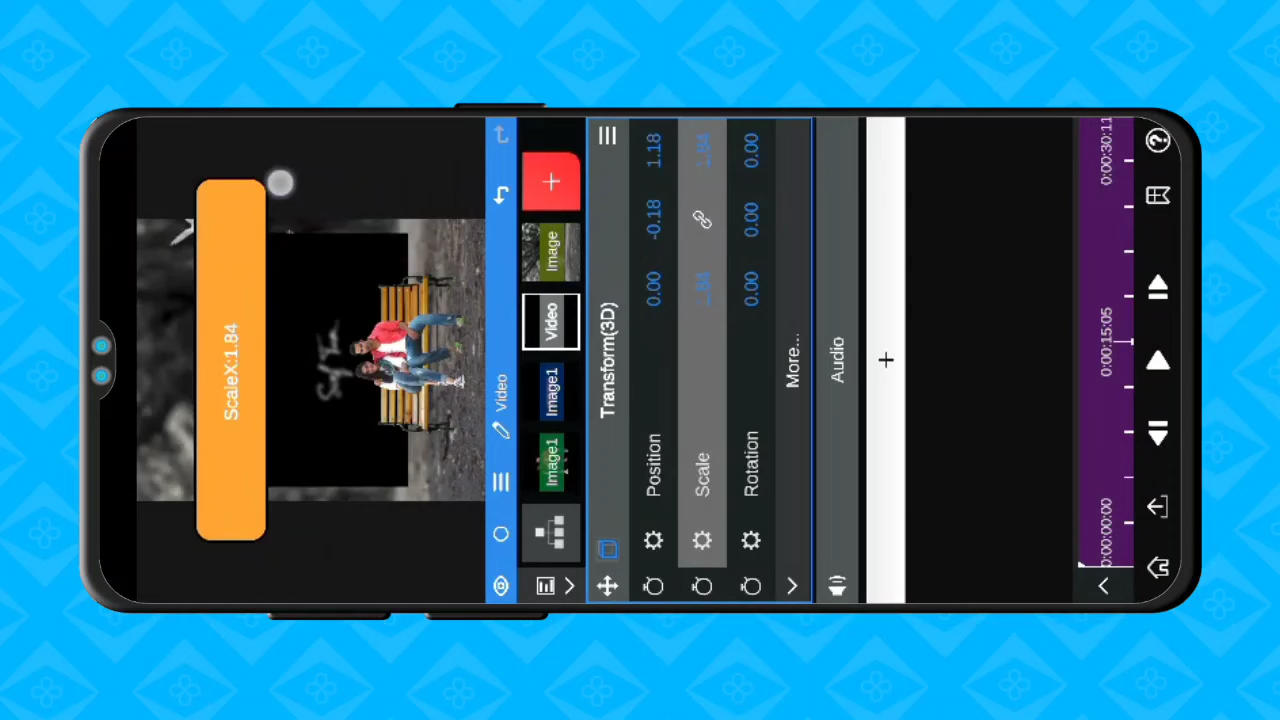 ScaleX:1.84
Video
Image1 Image1 Video Image
Transform(3D)
Position 0.00 -0.18 1.18
Scale 1.84 1.84
Rotation 0.00 0.00 0.00
More...
Audio
+
0:00:00:00 0:00:15:05 0:00:30:11